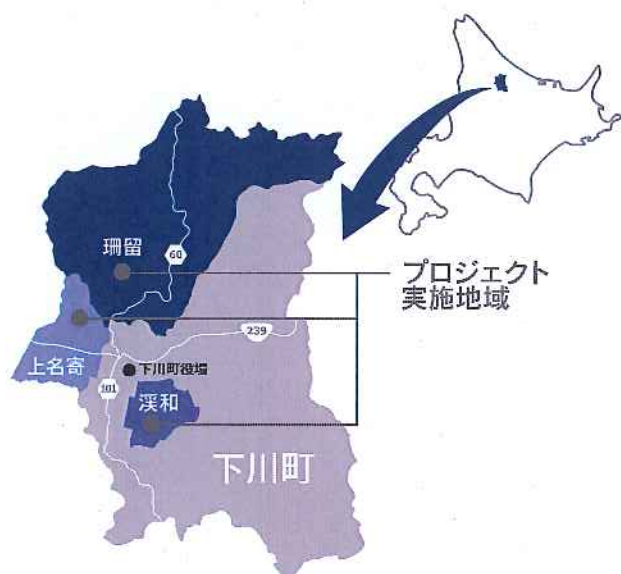 珊留
60
プロジェクト
実施地域
239
上名寄
下川町役場
101
渓和
下川町